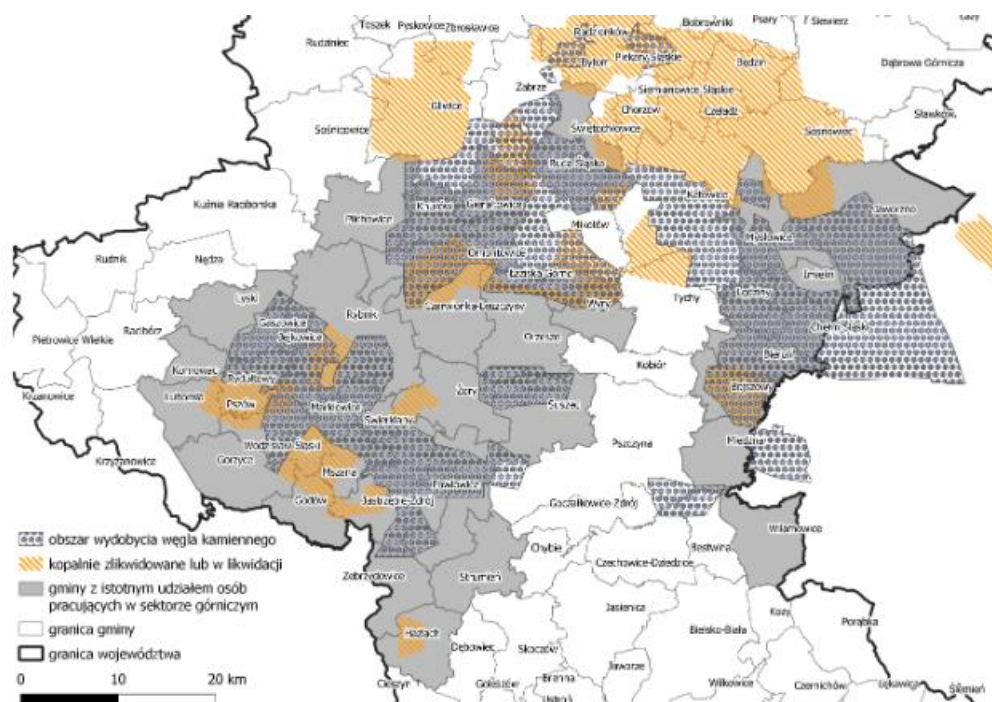 Toszek Pyskowice Zbrosławice Bobrowniki Psary Siewierz Łazy
Rudziniec Radzionków
Piekary Śląskie
Bytom Będzin Dąbrowa Górnicza
Zabrze
Siemianowice Śląskie
Gliwice Chorzów Czeladź Sławków
Sośnicowice Świętochłowice Sosnowiec
Ruda Śląska
Katowice
Kuźnia Raciborska Knurów Gierałtowice Jaworzno
Pilchowice Mikołów
Mysłowice
Rudnik Nędza Ornontowice
Łaziska Górne Imielin
Lyski Czerwionka-Leszczyny Wyry Tychy Lędziny
Rybnik
Pietrowice Wielkie Racibórz Gaszowice Jejkowice Orzesze Chełm Śląski
Kornowac Bieruń
Kobiór
Krzanowice Lubomia Rydułtowy Bojszowy
Pszów Marklowice Żory Suszec
Świerklany
Krzyżanowice Gorzyce Wodzisław Śląski Pszczyna Miedźna
Mszana
Godów Jastrzębie-Zdrój Pawłowice
Goczałkowice-Zdrój
Wilamowice
Chybie Bestwina
Zebrzydowice Strumień Czechowice-Dziedzice
Jasienica Kozy Porąbka
Hażlach Dębowiec Skoczów Bielsko-Biała
Jaworze
Cieszyn Goleszów Brenna Wilkowice Czernichów Łękawica Ślemień
Ustroń
obszar wydobycia węgla kamiennego
kopalnie zlikwidowane lub w likwidacji
gminy z istotnym udziałem osób
pracujących w sektorze górniczym
granica gminy
granica województwa
0 10 20 km